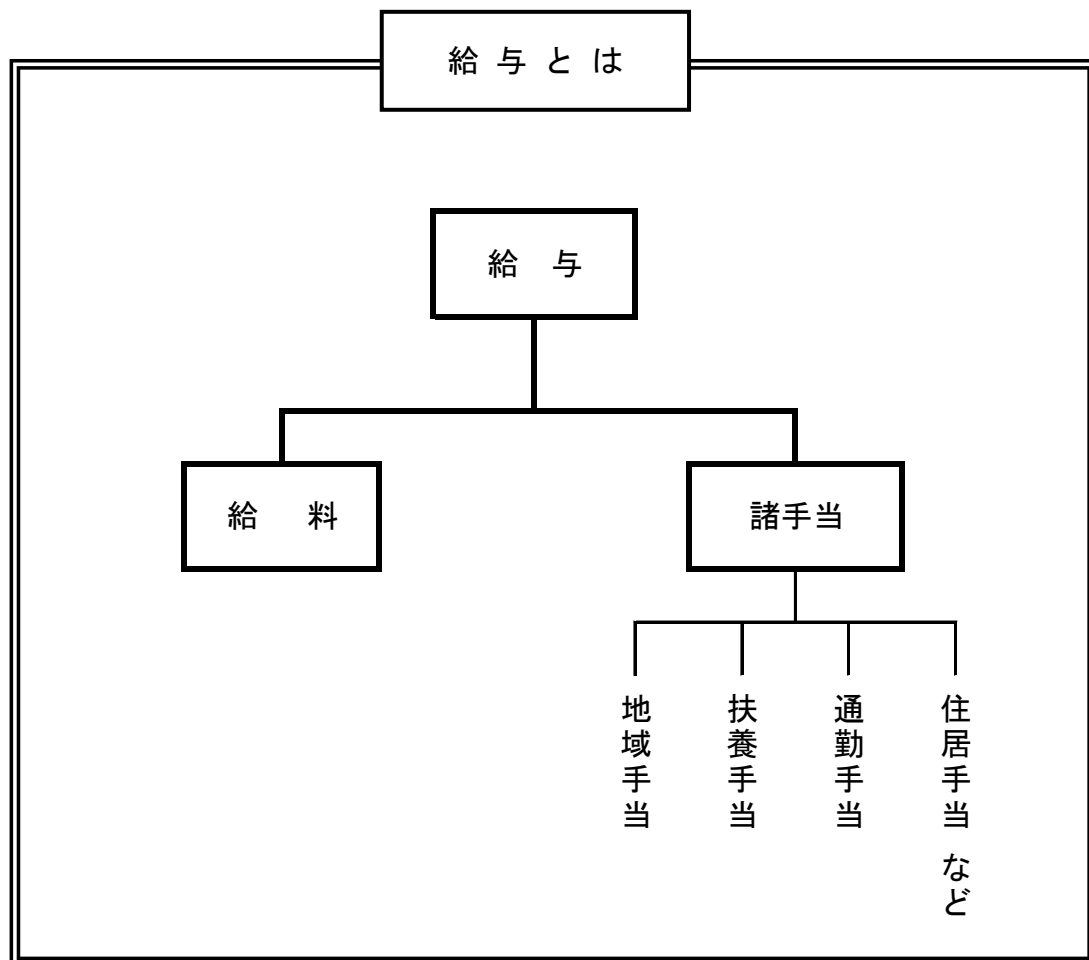 給与とは
給与
給料
諸手当
地域手当
扶養手当
通勤手当
住居手当 など